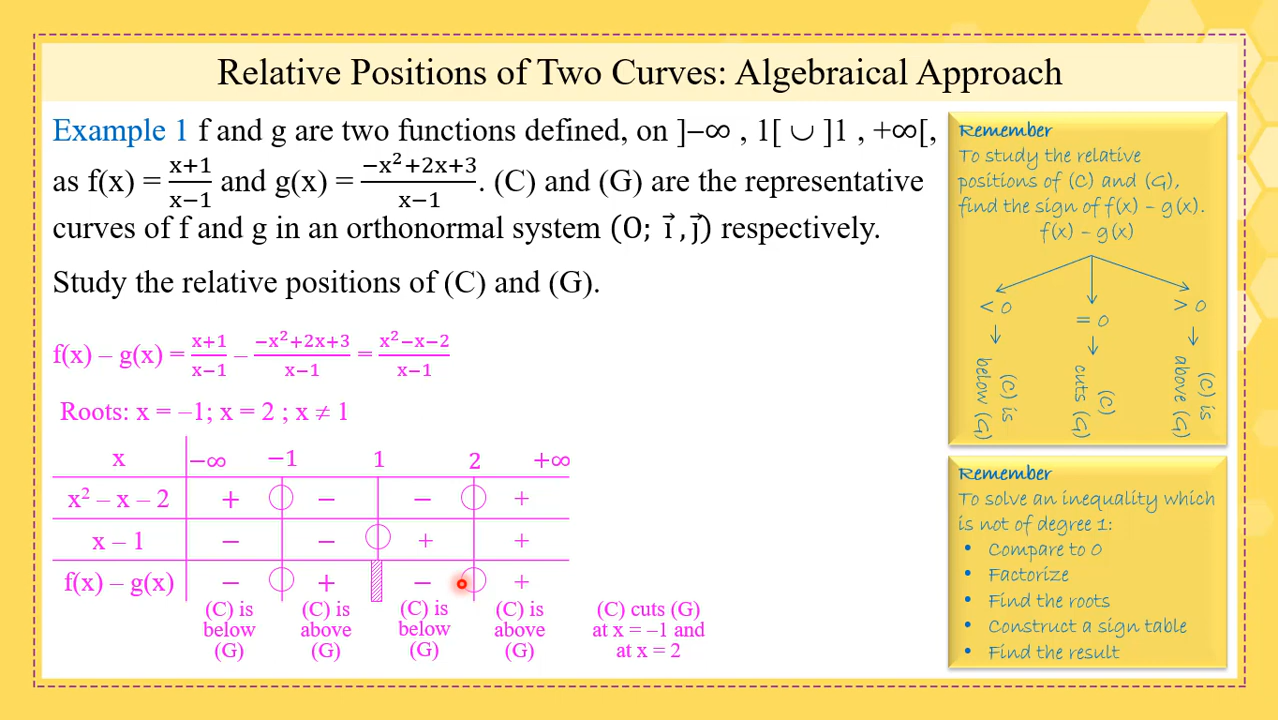 Relative Positions of Two Curves: Algebraical Approach
Example 1 f and g are two functions defined, on ]−∞ , 1[ ∪ ]1 , +∞[,
as f(x) = (x+1)/(x−1) and g(x) = (−x²+2x+3)/(x−1). (C) and (G) are the representative
curves of f and g in an orthonormal system (O; i⃗ , j⃗) respectively.
Study the relative positions of (C) and (G).
f(x) – g(x) = (x+1)/(x−1) – (−x²+2x+3)/(x−1) = (x²−x−2)/(x−1)
Roots: x = –1; x = 2 ; x ≠ 1
x −∞ −1 1 2 +∞
x² – x – 2 + − − +
x – 1 − − + +
f(x) – g(x) − + − +
(C) is (C) is (C) is (C) is (C) cuts (G)
below above below above at x = –1 and
(G) (G) (G) (G) at x = 2
Remember
To study the relative
positions of (C) and (G),
find the sign of f(x) – g(x).
f(x) – g(x)
< 0 = 0 > 0
(C) is
below (G)
(C)
cuts (G)
(C) is
above (G)
Remember
To solve an inequality which
is not of degree 1:
• Compare to 0
• Factorize
• Find the roots
• Construct a sign table
• Find the result